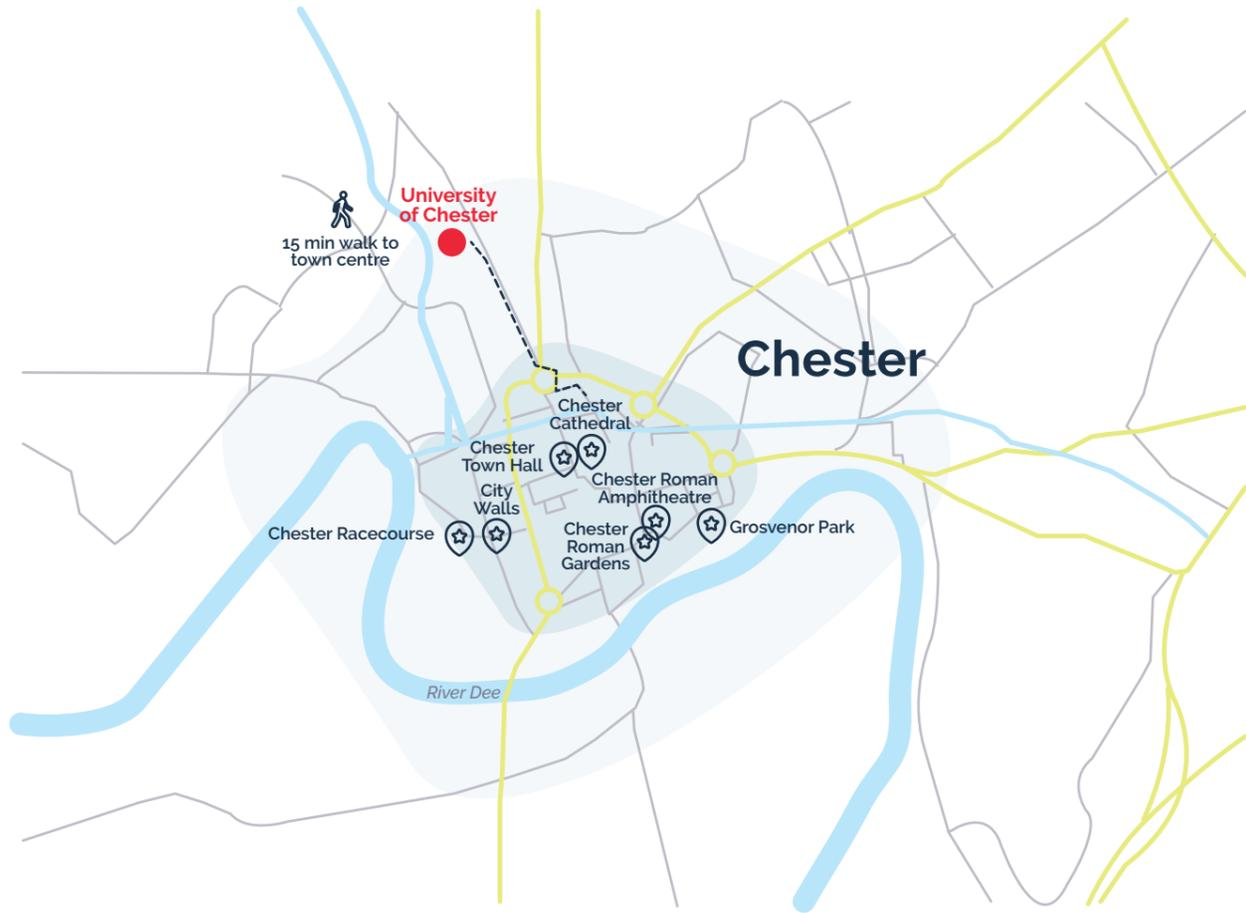 University
of Chester
15 min walk to
town centre
Chester
Chester
Cathedral
Chester
Town Hall
City
Walls
Chester Roman
Amphitheatre
Chester Racecourse
Chester
Roman
Gardens
Grosvenor Park
River Dee